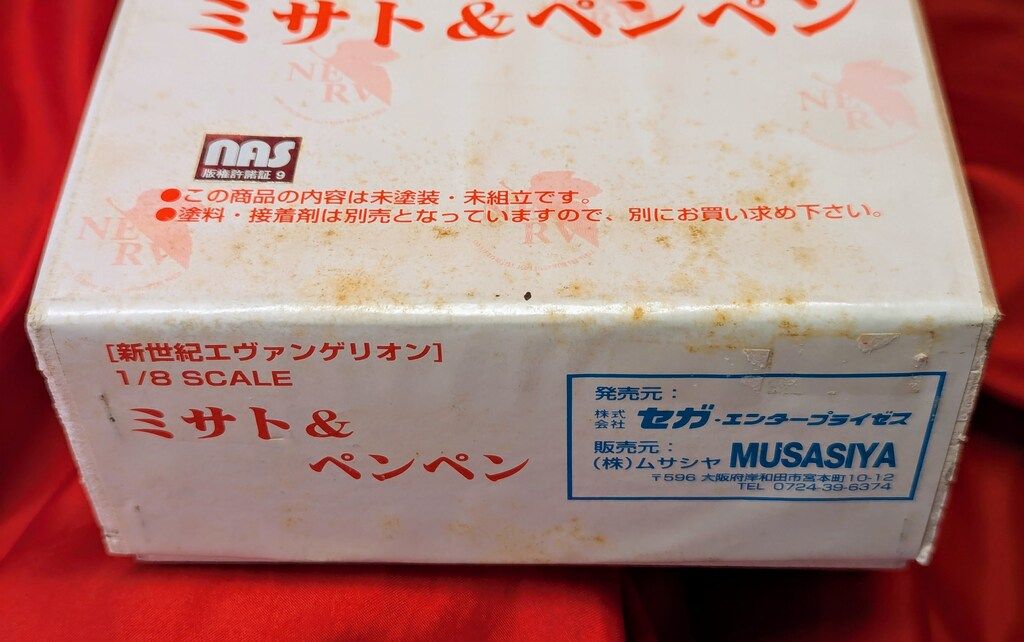 ミサト&ペンペン
NERV
NERV
nas
版権許諾証 9
●この商品の内容は未塗装・未組立です。
●塗料・接着剤は別売となっていますので、別にお買い求め下さい。
NERV
NERV
[新世紀エヴァンゲリオン]
1/8 SCALE
ミサト&
ペンペン
発売元:
株式会社 セガ・エンタープライゼス
販売元:
(株)ムサシヤ MUSASIYA
〒596 大阪府岸和田市宮本町10-12
TEL 0724-39-6374